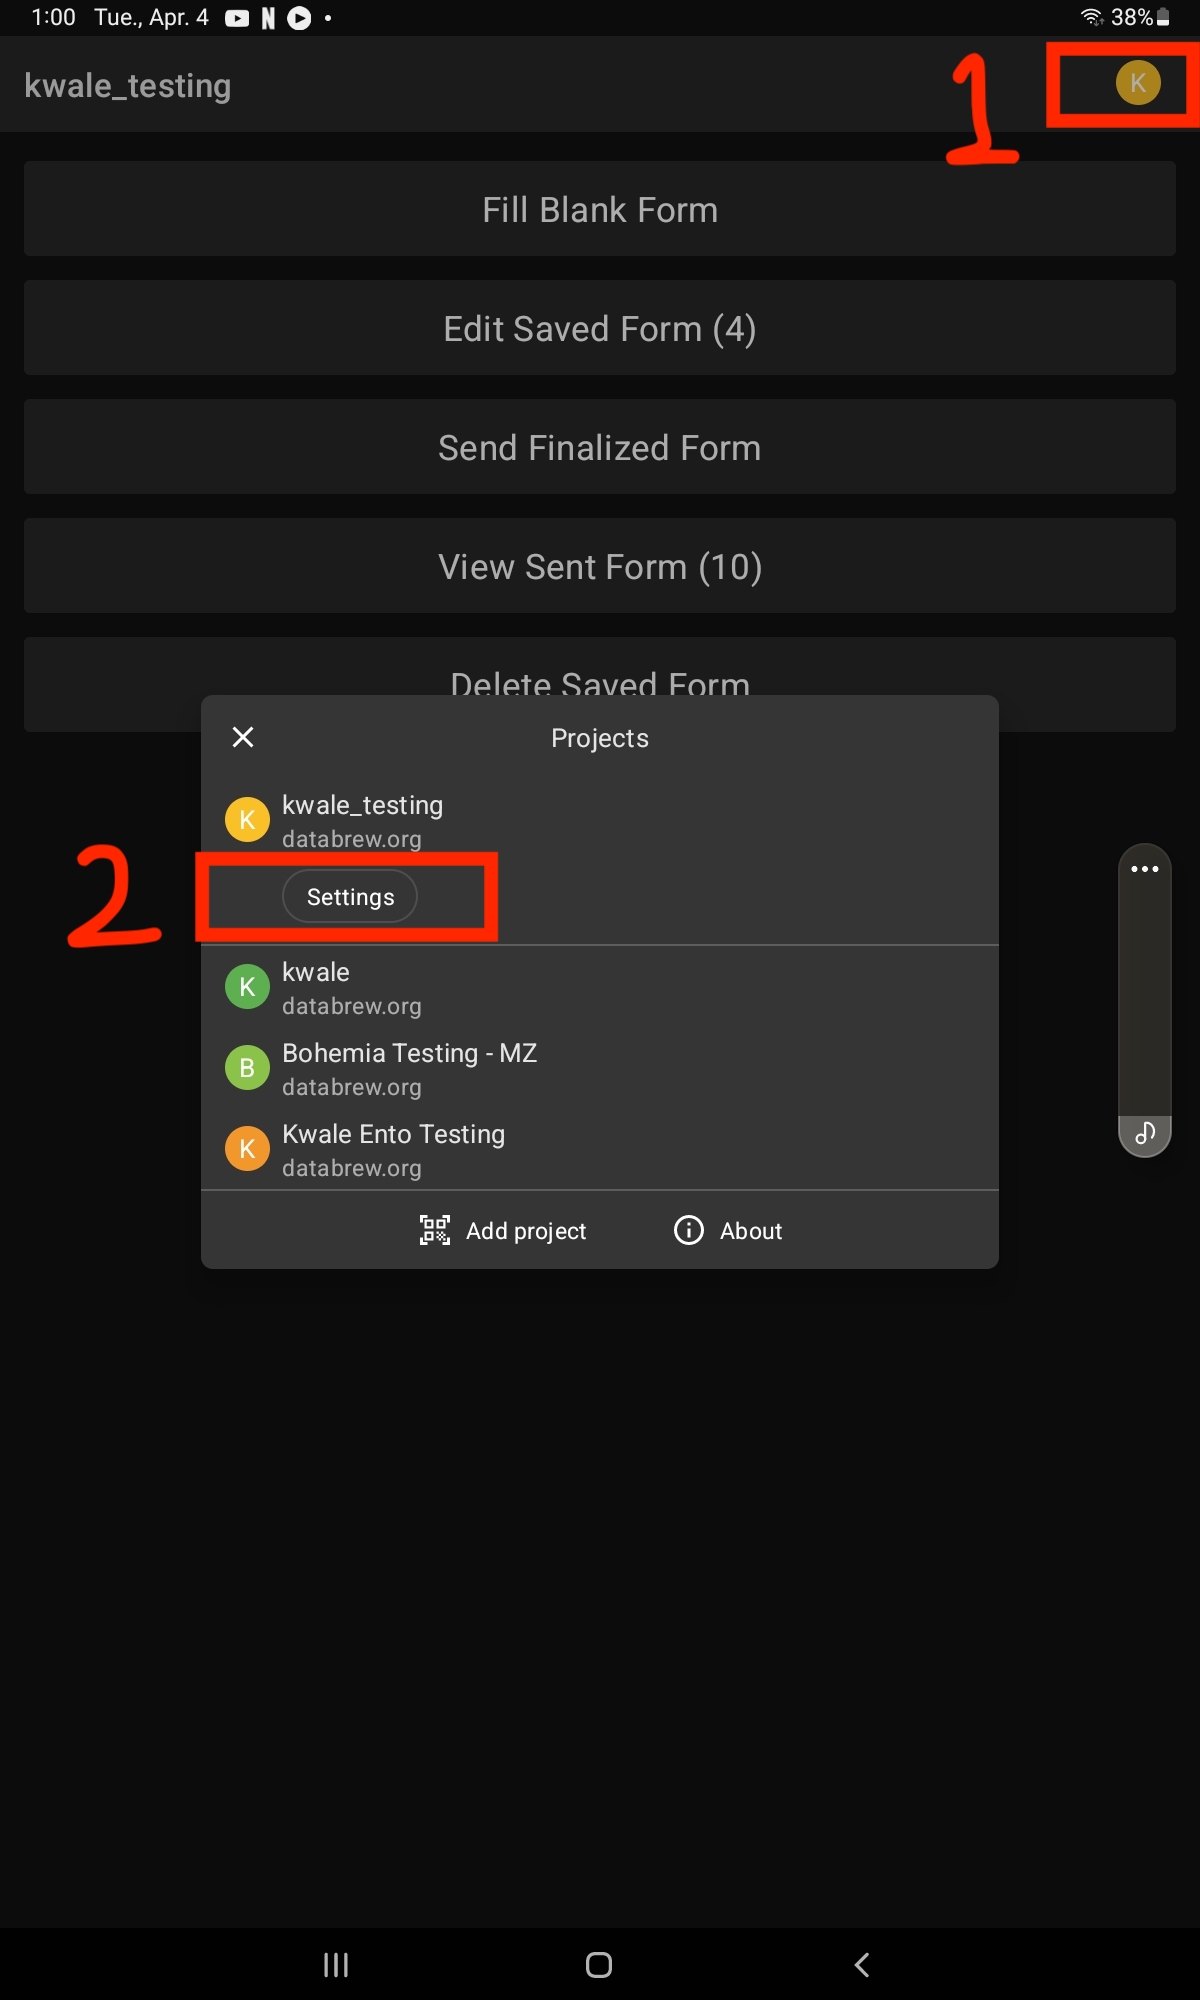 1:00 Tue., Apr. 4 38%
kwale_testing K
1
Fill Blank Form
Edit Saved Form (4)
Send Finalized Form
View Sent Form (10)
Delete Saved Form
Projects
K kwale_testing
databrew.org
2
Settings
K kwale
databrew.org
B Bohemia Testing - MZ
databrew.org
K Kwale Ento Testing
databrew.org
Add project About